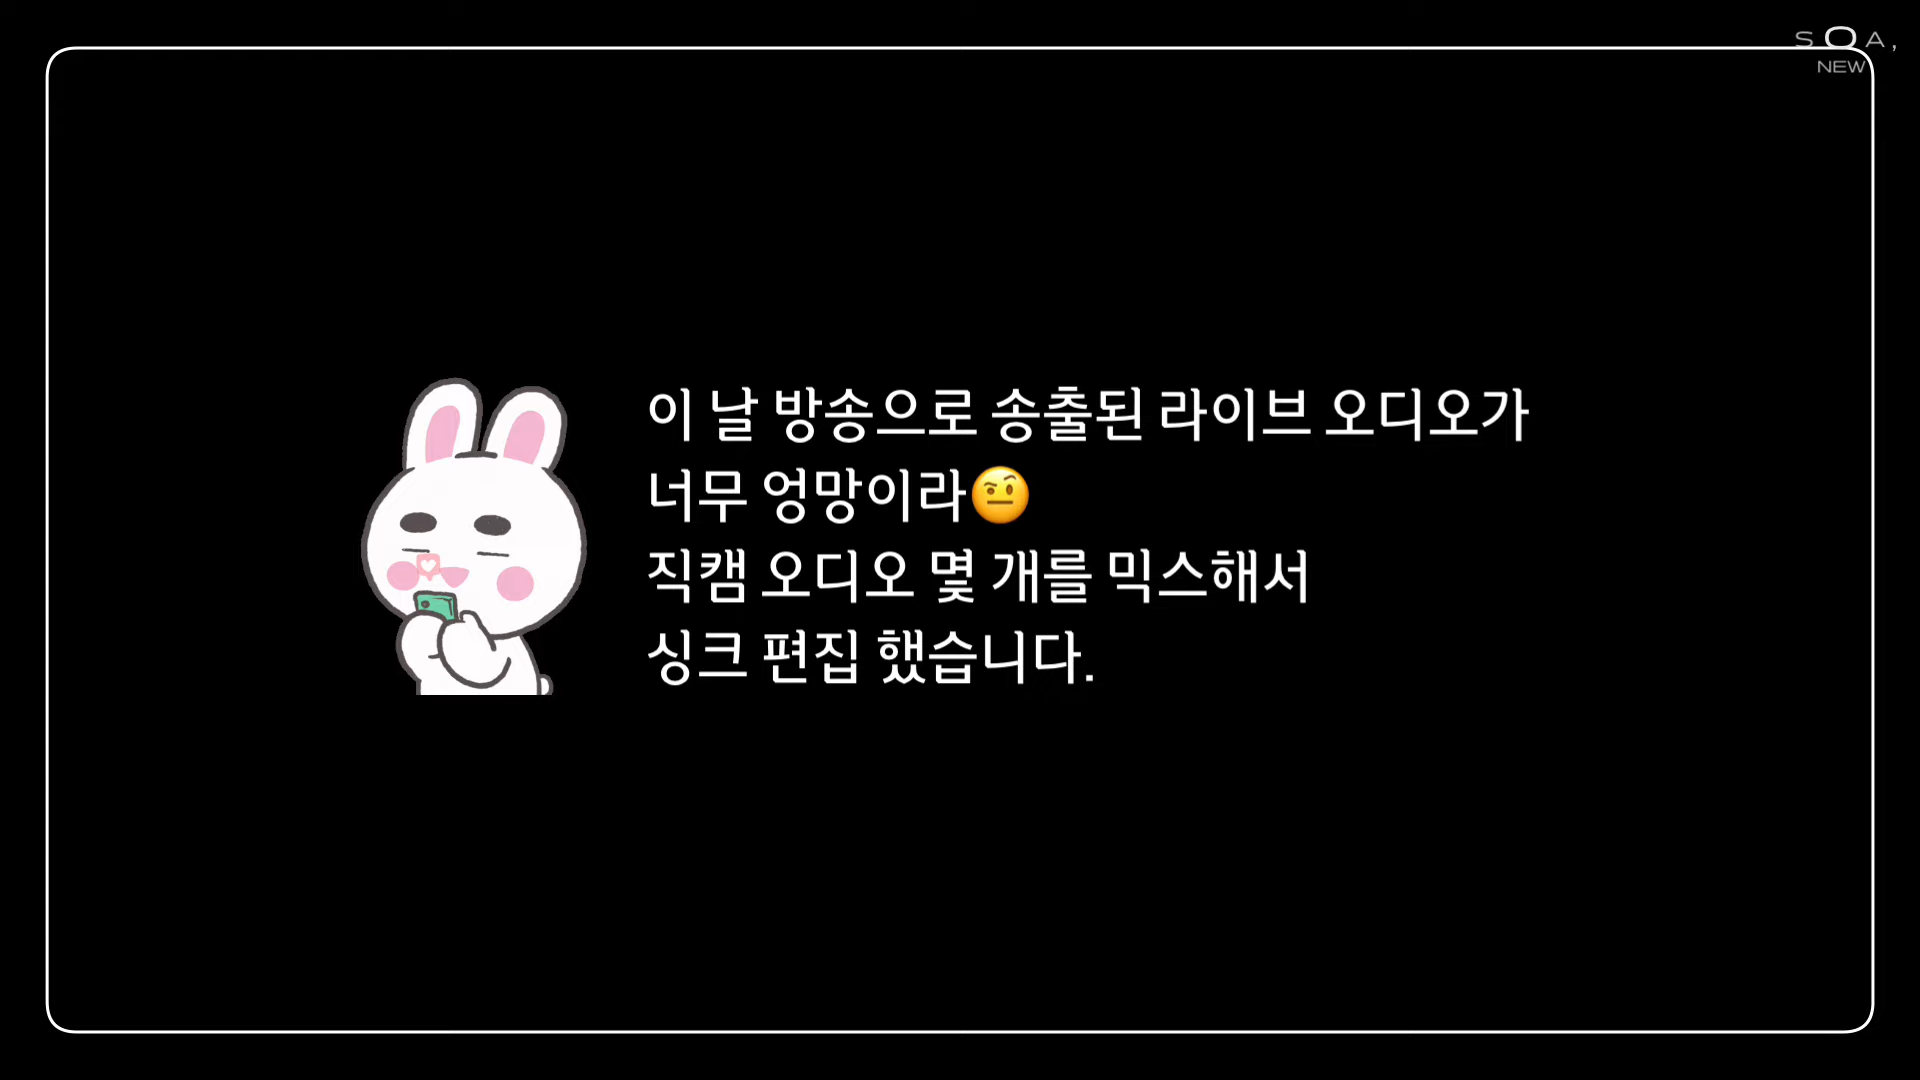 S O A,
NEW
이 날 방송으로 송출된 라이브 오디오가
너무 엉망이라🤨
직캠 오디오 몇 개를 믹스해서
싱크 편집 했습니다.